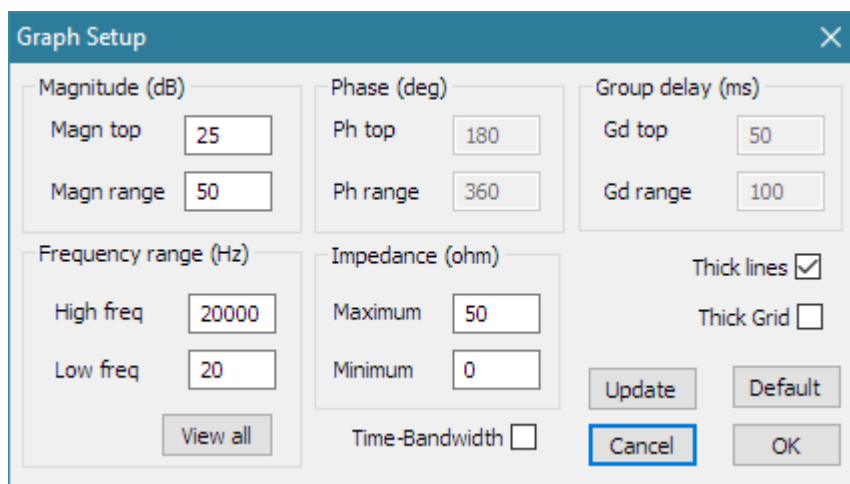 Graph Setup
Magnitude (dB)
Magn top 25
Magn range 50
Phase (deg)
Ph top 180
Ph range 360
Group delay (ms)
Gd top 50
Gd range 100
Frequency range (Hz)
High freq 20000
Low freq 20
View all
Impedance (ohm)
Maximum 50
Minimum 0
Time-Bandwidth
Thick lines
Thick Grid
Update Default
Cancel OK